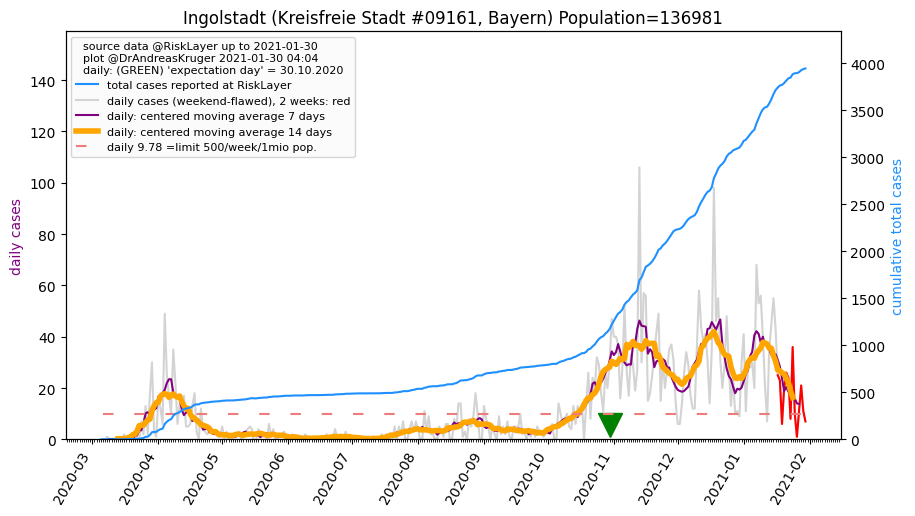 Ingolstadt (Kreisfreie Stadt #09161, Bayern) Population=136981
source data @RiskLayer up to 2021-01-30
plot @DrAndreasKruger 2021-01-30 04:04
daily: (GREEN) 'expectation day' = 30.10.2020
total cases reported at RiskLayer
daily cases (weekend-flawed), 2 weeks: red
daily: centered moving average 7 days
daily: centered moving average 14 days
daily 9.78 =limit 500/week/1mio pop.
daily cases
140
120
100
80
60
40
20
0
cumulative total cases
4000
3500
3000
2500
2000
1500
1000
500
0
2020-03
2020-04
2020-05
2020-06
2020-07
2020-08
2020-09
2020-10
2020-11
2020-12
2021-01
2021-02